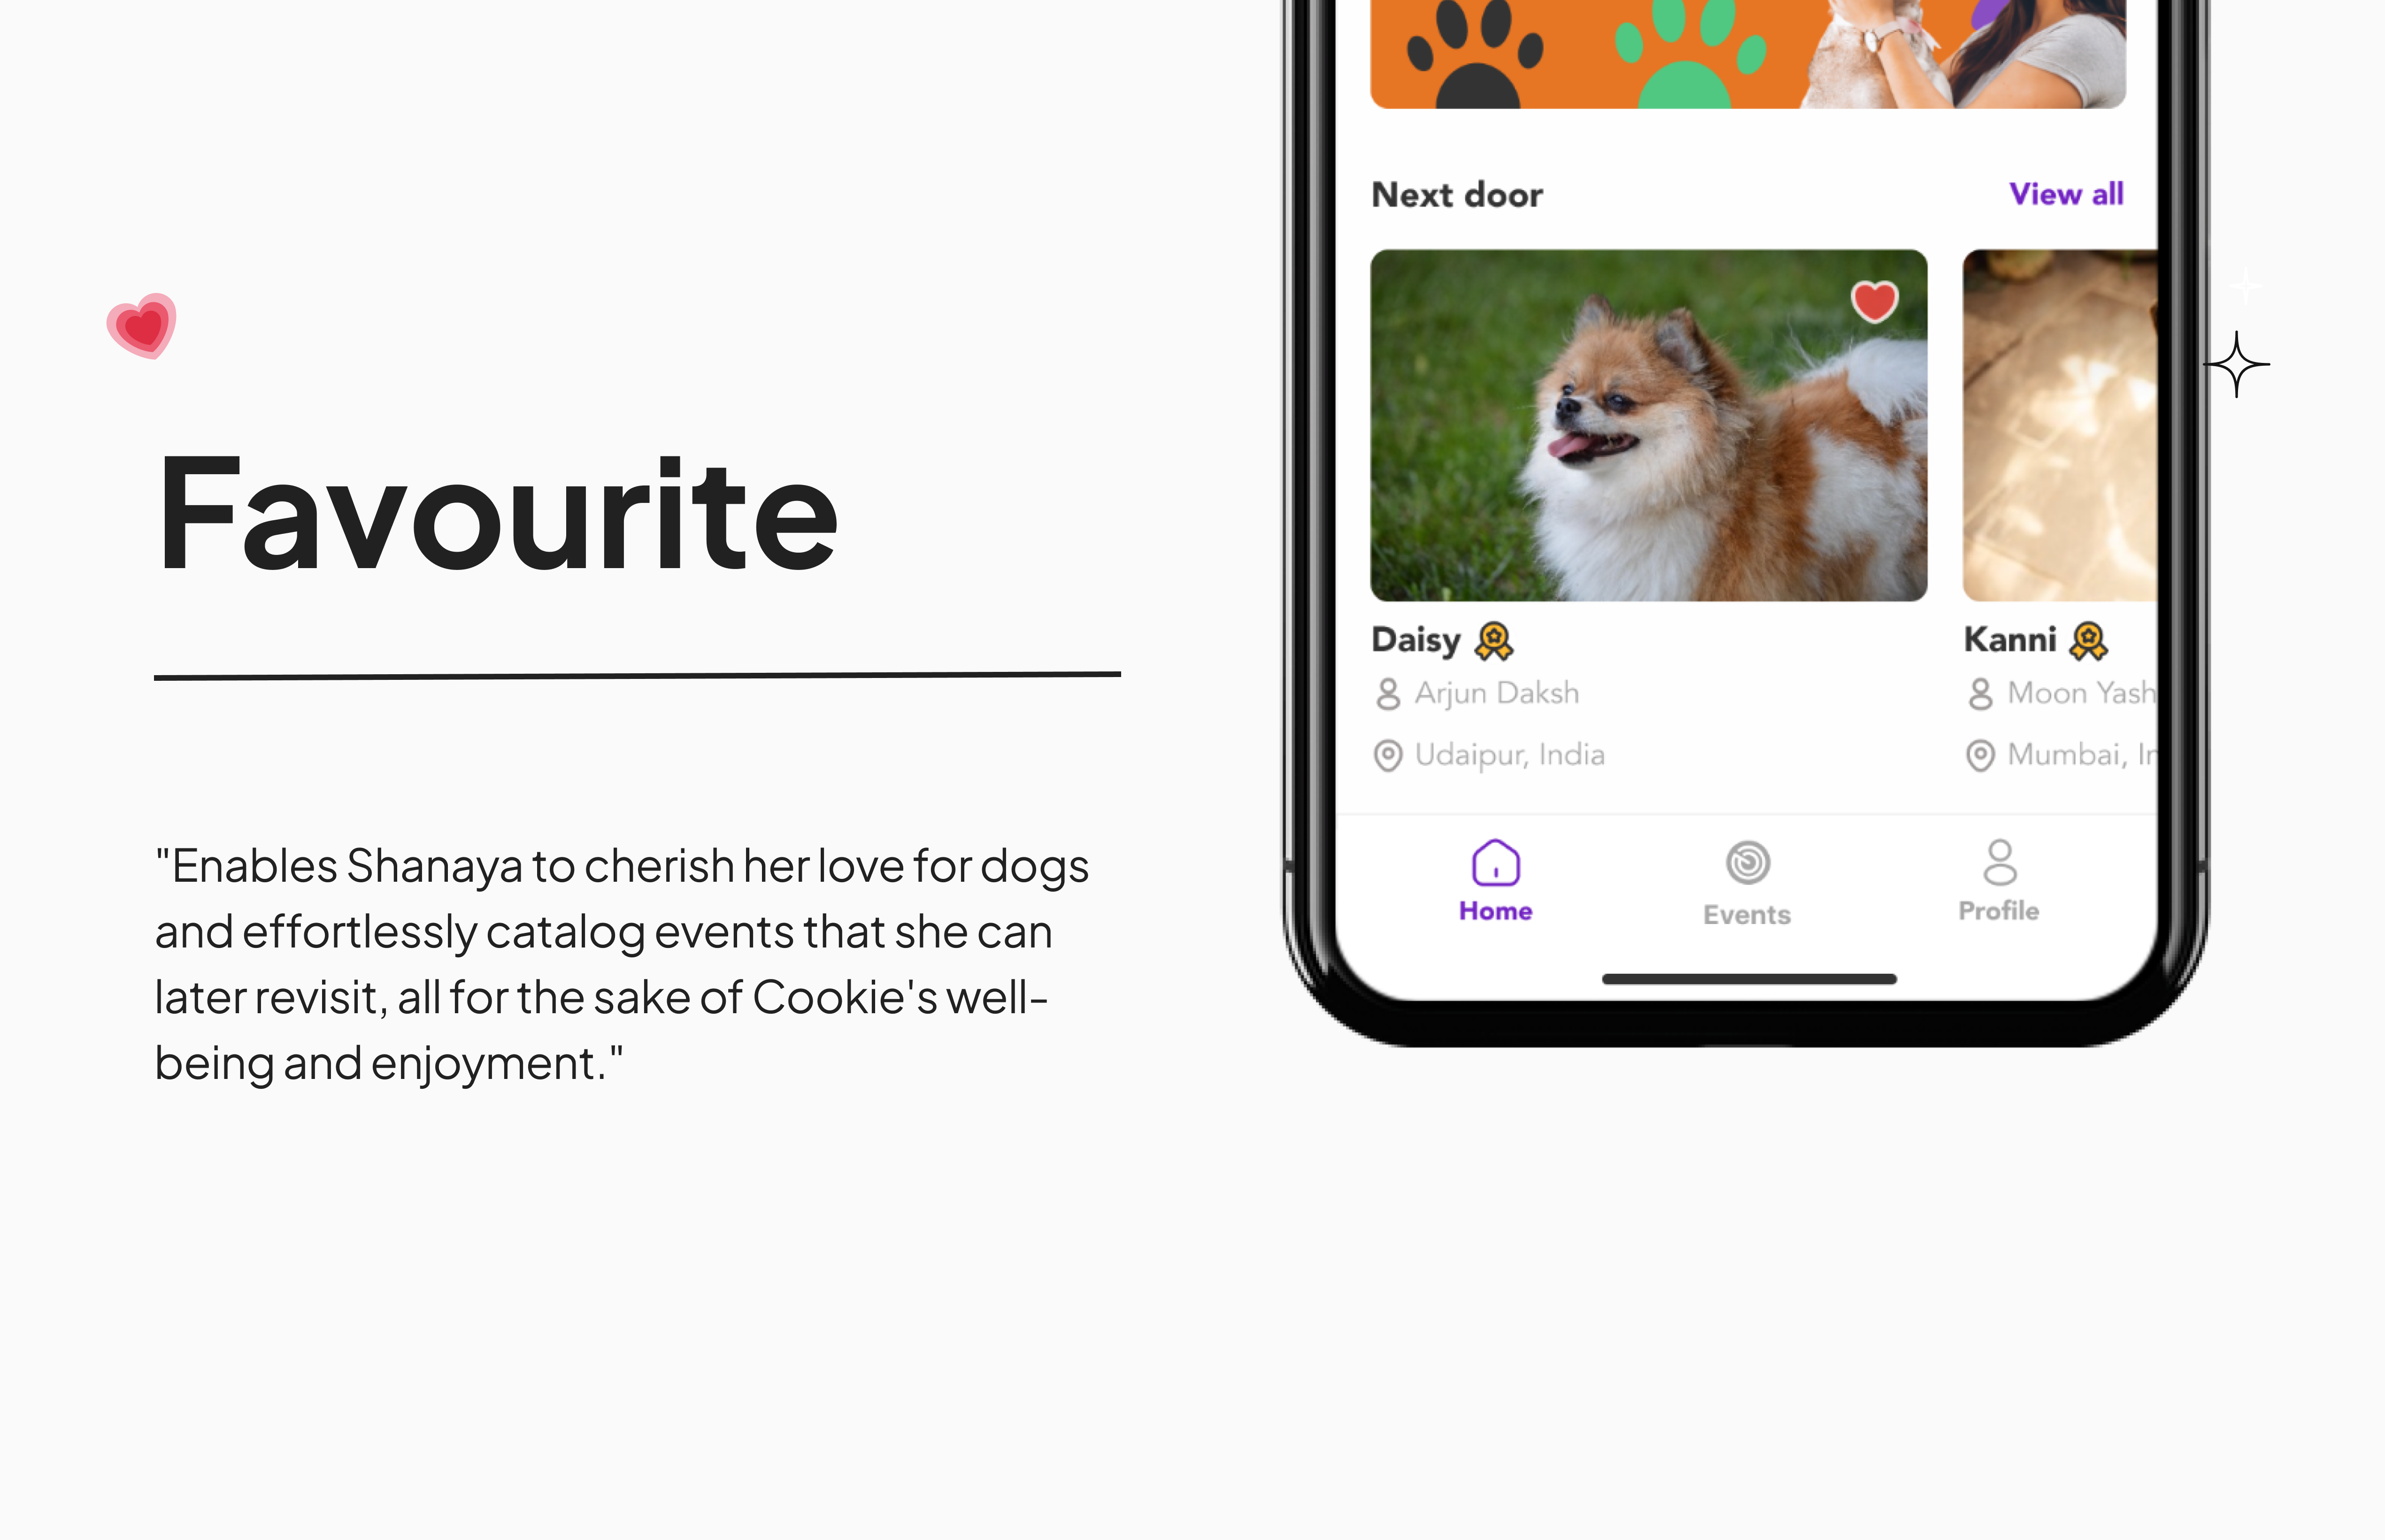 Favourite
"Enables Shanaya to cherish her love for dogs
and effortlessly catalog events that she can
later revisit, all for the sake of Cookie's well-
being and enjoyment."
Next door
View all
Daisy
Arjun Daksh
Udaipur, India
Kanni
Moon Yash
Mumbai, In
Home
Events
Profile